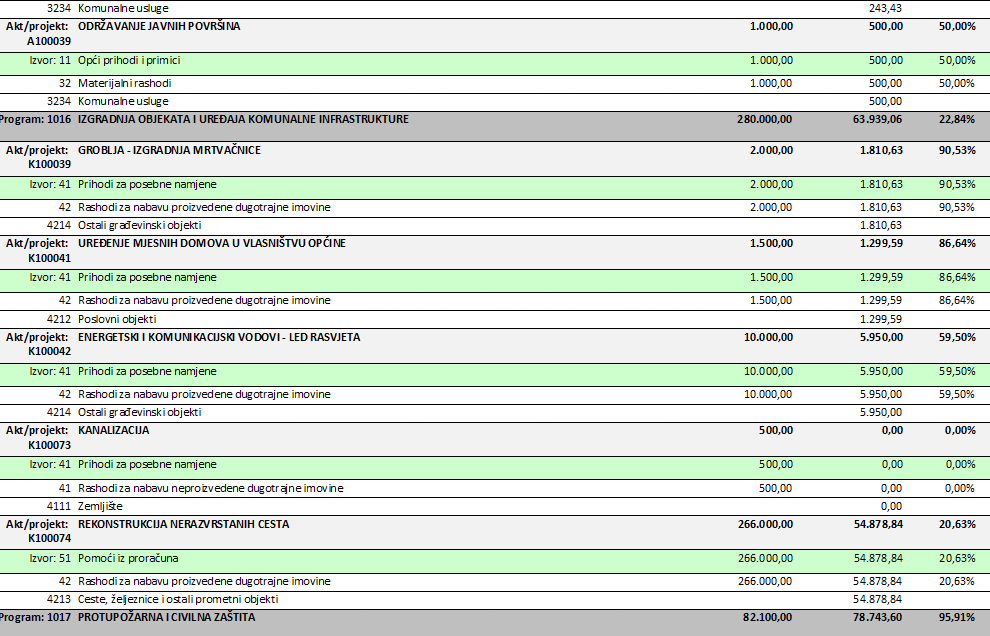 3234 Komunalne usluge 243,43
Akt/projekt: ODRŽAVANJE JAVNIH POVRŠINA 1.000,00 500,00 50,00%
A100039
Izvor: 11 Opći prihodi i primici 1.000,00 500,00 50,00%
32 Materijalni rashodi 1.000,00 500,00 50,00%
3234 Komunalne usluge 500,00
Program: 1016 IZGRADNJA OBJEKATA I UREĐAJA KOMUNALNE INFRASTRUKTURE 280.000,00 63.939,06 22,84%
Akt/projekt: GROBLJA - IZGRADNJA MRTVAČNICE 2.000,00 1.810,63 90,53%
K100039
Izvor: 41 Prihodi za posebne namjene 2.000,00 1.810,63 90,53%
42 Rashodi za nabavu proizvedene dugotrajne imovine 2.000,00 1.810,63 90,53%
4214 Ostali građevinski objekti 1.810,63
Akt/projekt: UREĐENJE MJESNIH DOMOVA U VLASNIŠTVU OPĆINE 1.500,00 1.299,59 86,64%
K100041
Izvor: 41 Prihodi za posebne namjene 1.500,00 1.299,59 86,64%
42 Rashodi za nabavu proizvedene dugotrajne imovine 1.500,00 1.299,59 86,64%
4212 Poslovni objekti 1.299,59
Akt/projekt: ENERGETSKI I KOMUNIKACIJSKI VODOVI - LED RASVJETA 10.000,00 5.950,00 59,50%
K100042
Izvor: 41 Prihodi za posebne namjene 10.000,00 5.950,00 59,50%
42 Rashodi za nabavu proizvedene dugotrajne imovine 10.000,00 5.950,00 59,50%
4214 Ostali građevinski objekti 5.950,00
Akt/projekt: KANALIZACIJA 500,00 0,00 0,00%
K100073
Izvor: 41 Prihodi za posebne namjene 500,00 0,00 0,00%
41 Rashodi za nabavu neproizvedene dugotrajne imovine 500,00 0,00 0,00%
4111 Zemljište 0,00
Akt/projekt: REKONSTRUKCIJA NERAZVRSTANIH CESTA 266.000,00 54.878,84 20,63%
K100074
Izvor: 51 Pomoći iz proračuna 266.000,00 54.878,84 20,63%
42 Rashodi za nabavu proizvedene dugotrajne imovine 266.000,00 54.878,84 20,63%
4213 Ceste, željeznice i ostali prometni objekti 54.878,84
Program: 1017 PROTUPOŽARNA I CIVILNA ZAŠTITA 82.100,00 78.743,60 95,91%